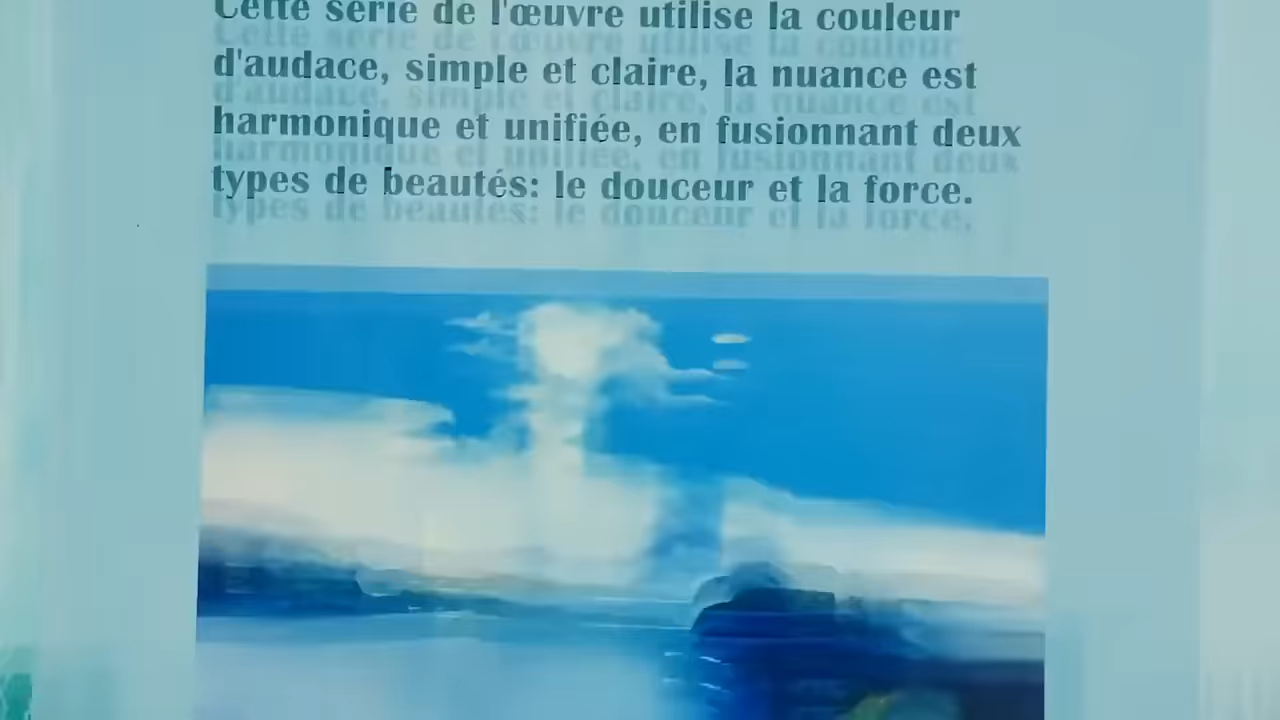 Cette série de l'œuvre utilise la couleur
d'audace, simple et claire, la nuance est
harmonique et unifiée, en fusionnant deux
types de beautés: le douceur et la force.